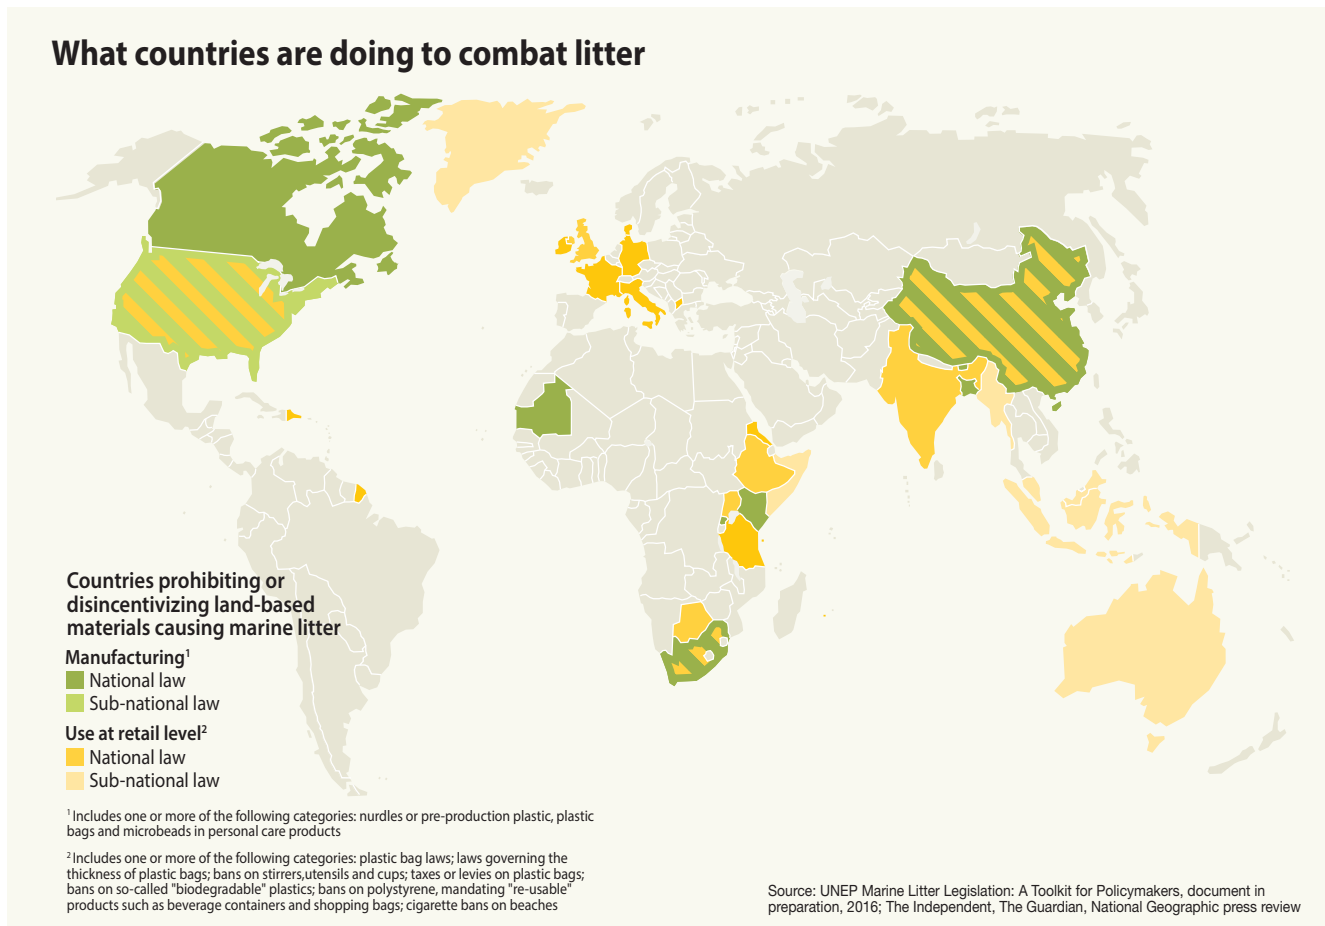 What countries are doing to combat litter
Countries prohibiting or
disincentivizing land-based
materials causing marine litter
Manufacturing¹
National law
Sub-national law
Use at retail level²
National law
Sub-national law
¹ Includes one or more of the following categories: nurdles or pre-production plastic, plastic
bags and microbeads in personal care products
² Includes one or more of the following categories: plastic bag laws; laws governing the
thickness of plastic bags; bans on stirrers,utensils and cups; taxes or levies on plastic bags;
bans on so-called "biodegradable" plastics; bans on polystyrene, mandating "re-usable"
products such as beverage containers and shopping bags; cigarette bans on beaches
Source: UNEP Marine Litter Legislation: A Toolkit for Policymakers, document in
preparation, 2016; The Independent, The Guardian, National Geographic press review